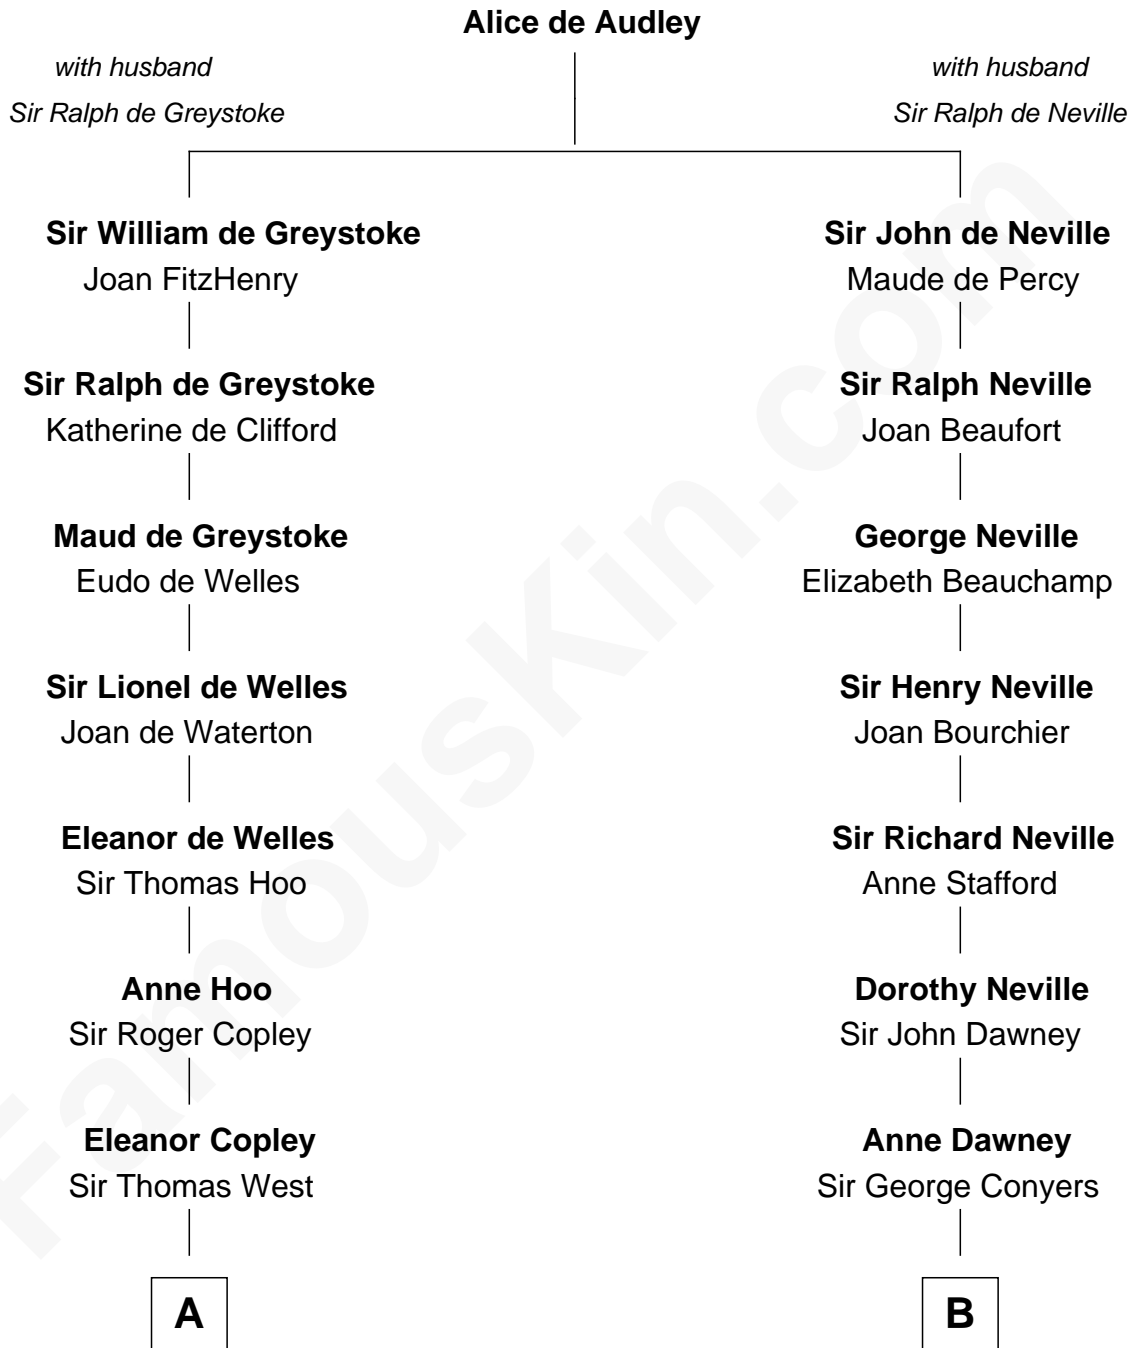 Alice de Audley
with husband
Sir Ralph de Greystoke
with husband
Sir Ralph de Neville
Sir William de Greystoke
Joan FitzHenry
Sir John de Neville
Maude de Percy
Sir Ralph de Greystoke
Katherine de Clifford
Sir Ralph Neville
Joan Beaufort
Maud de Greystoke
Eudo de Welles
George Neville
Elizabeth Beauchamp
Sir Lionel de Welles
Joan de Waterton
Sir Henry Neville
Joan Bourchier
Eleanor de Welles
Sir Thomas Hoo
Sir Richard Neville
Anne Stafford
Anne Hoo
Sir Roger Copley
Dorothy Neville
Sir John Dawney
Eleanor Copley
Sir Thomas West
Anne Dawney
Sir George Conyers
A
B
FamousKin.com